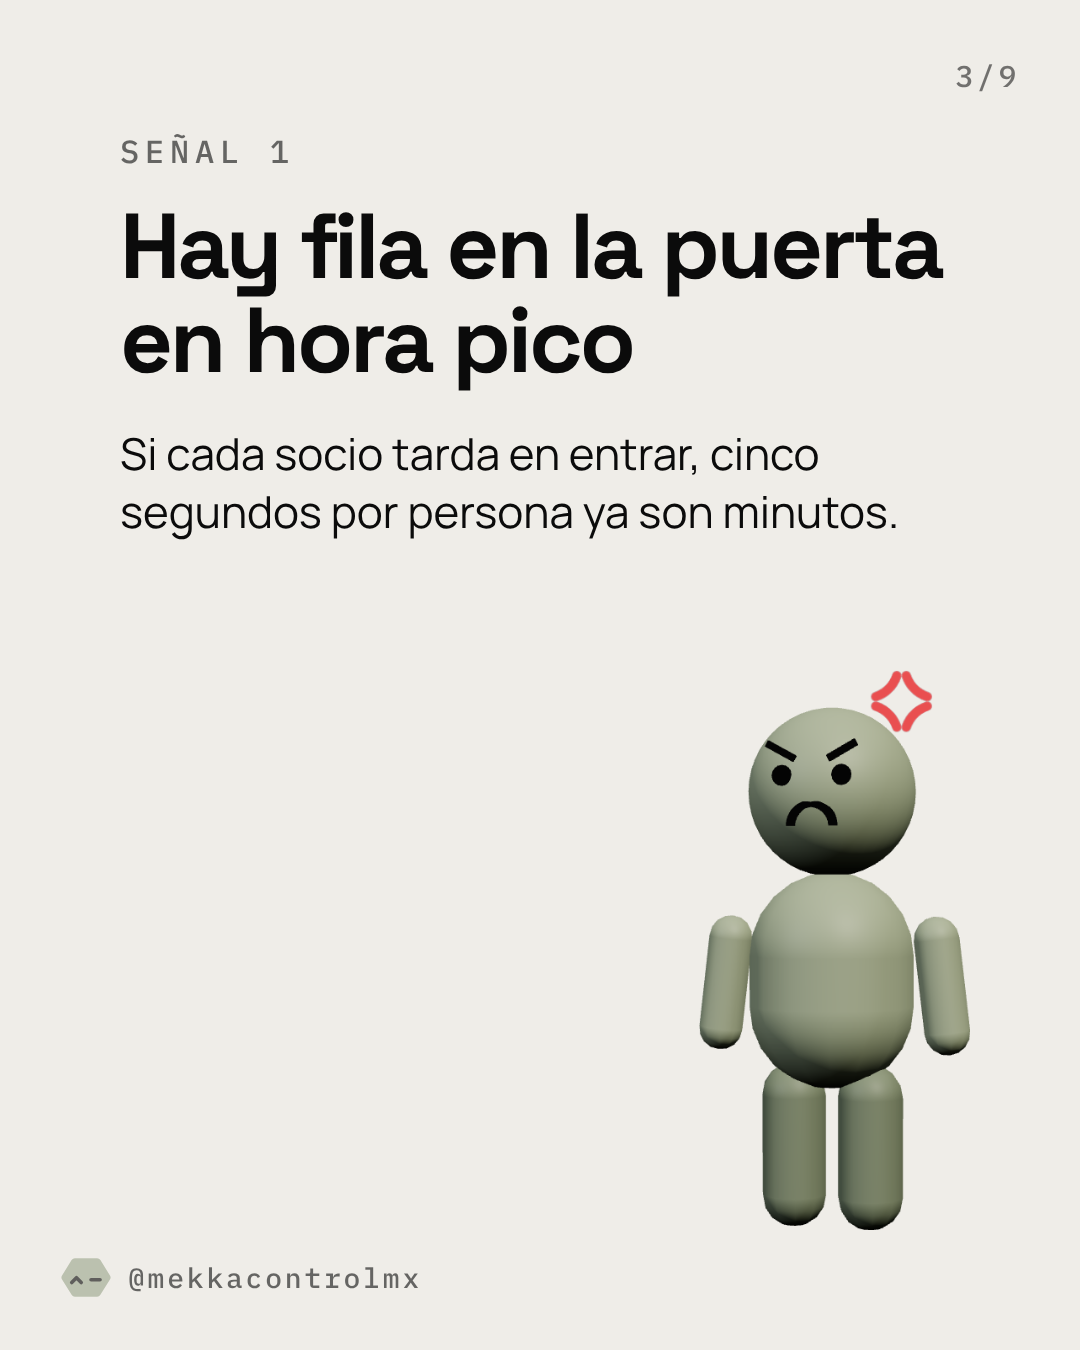 3/9
SEÑAL 1
Hay fila en la puerta
en hora pico
Si cada socio tarda en entrar, cinco
segundos por persona ya son minutos.
@mekkacontrolmx